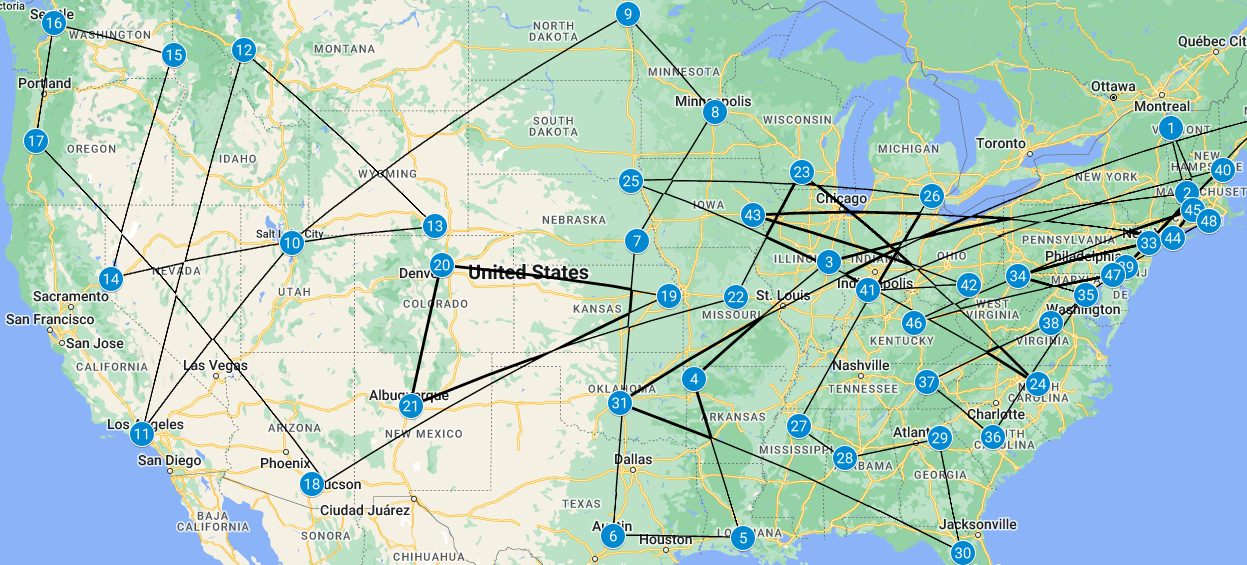 ctoria
9
16
Seattle
WASHINGTON
15
12
MONTANA
NORTH
DAKOTA
Québec Cit
Portland
17
OREGON
IDAHO
MINNESOTA
Minneapolis
8
WISCONSIN
Ottawa
Montreal
1
VERMONT
SOUTH
DAKOTA
MICHIGAN
Toronto
WYOMING
25
23
Chicago
26
NEW YORK
NEW
HAMPSHIRE
40
MASSACHUSET
2
45
48
13
NEBRASKA
IOWA
43
Salt Lake City
10
7
PENNSYLVANIA
Ne
33
44
14
NEVADA
Denver
20
United States
ILLINOIS
3
INDIANA
OHIO
Philadelphia
39
47
34
MARYLAND
DE
Sacramento
San Francisco
San Jose
UTAH
COLORADO
KANSAS
19
22
MISSOURI
St. Louis
Indianapolis
41
42
WEST
VIRGINIA
35
Washington
46
KENTUCKY
38
VIRGINIA
CALIFORNIA
Las Vegas
Nashville
TENNESSEE
37
24
NORTH
CAROLINA
Albuquerque
21
OKLAHOMA
31
4
ARKANSAS
Charlotte
Los Angeles
11
ARIZONA
NEW MEXICO
27
MISSISSIPPI
28
ALABAMA
Atlanta
29
36
SOUTH
CAROLINA
San Diego
Phoenix
Dallas
GEORGIA
18
Tucson
Ciudad Juárez
TEXAS
BAJA
CALIFORNIA
SONORA
CHIHUAHUA
Austin
6
Houston
LOUISIANA
5
Jacksonville
30